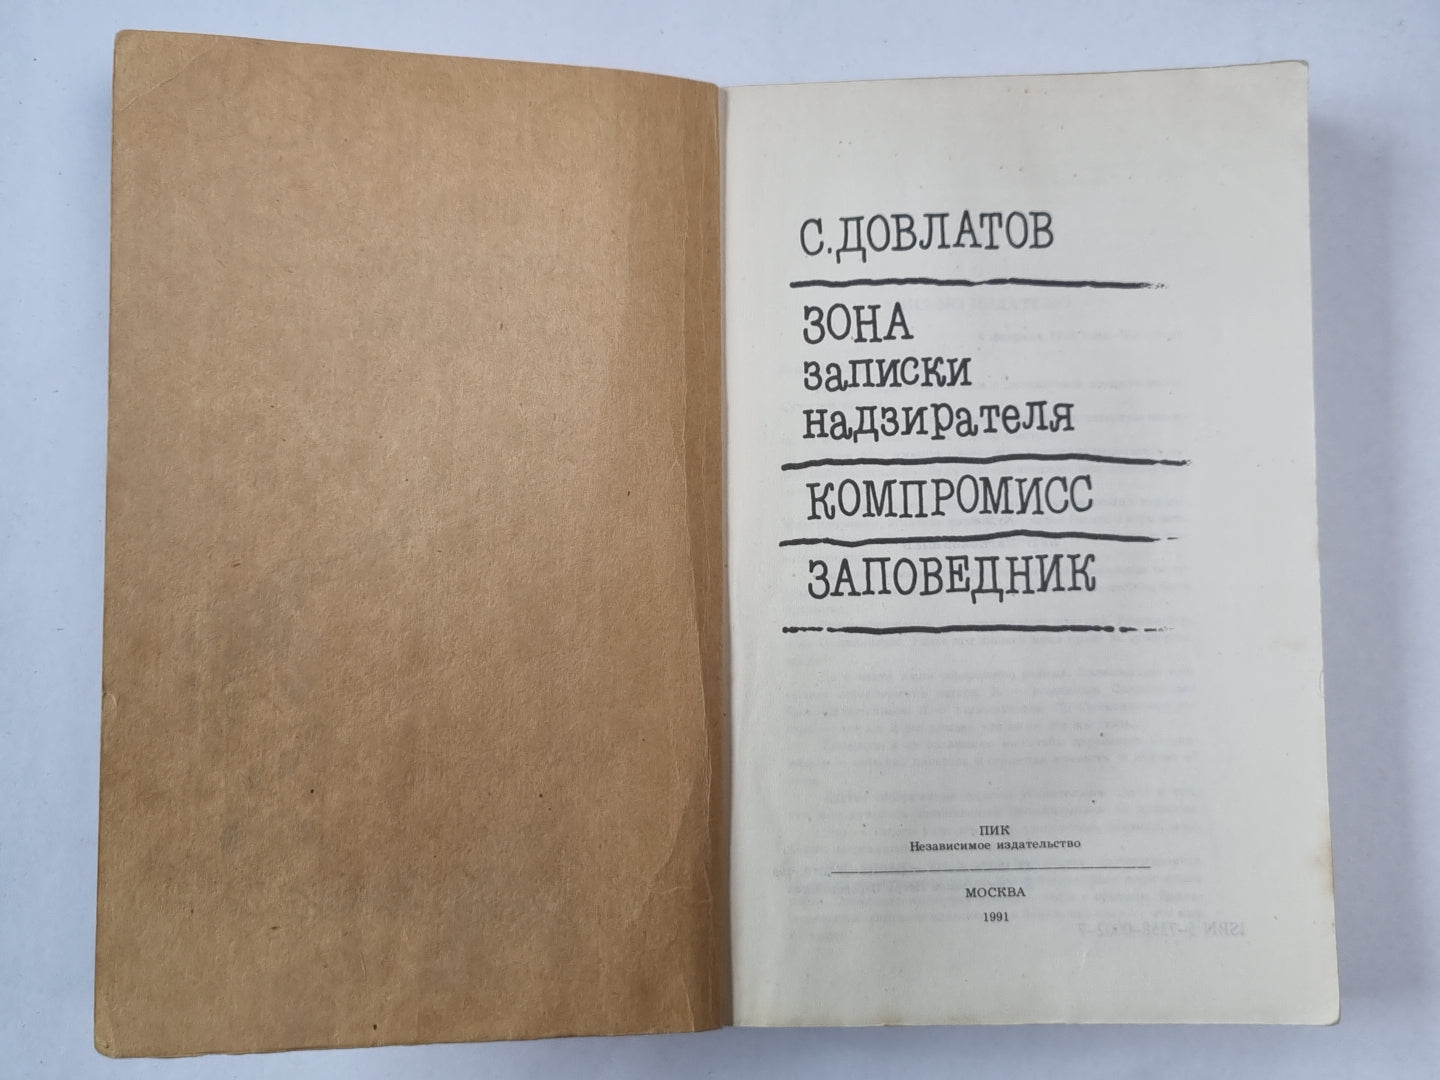 С.ДОВЛАТОВ
ЗОНА
записки
надзирателя
КОМПРОМИСС
ЗАПОВЕДНИК
ПИК
Независимое издательство
МОСКВА
1991